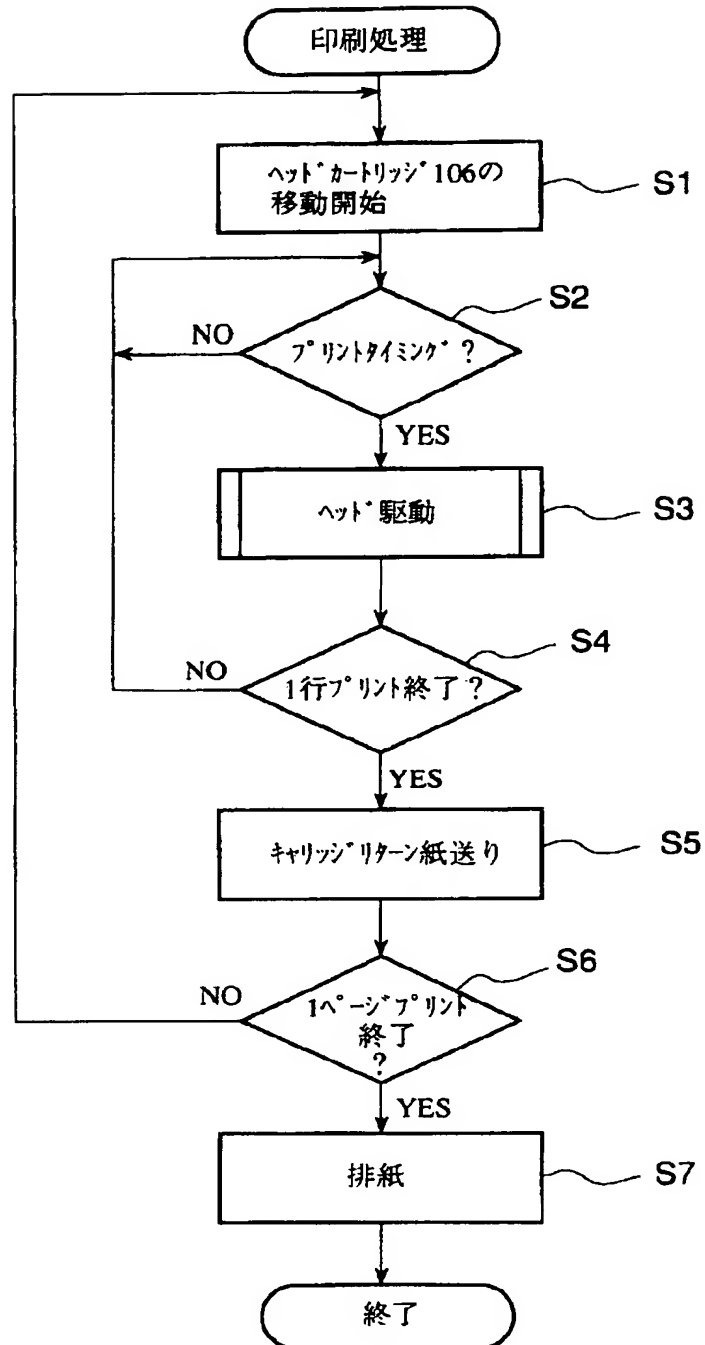 印刷処理
ヘッドカートリッジ106の
移動開始
S1
S2
NO
プリントタイミング?
YES
ヘッド駆動
S3
S4
NO
1行プリント終了?
YES
キャリッジリターン紙送り
S5
S6
NO
1ページプリント
終了
?
YES
排紙
S7
終了